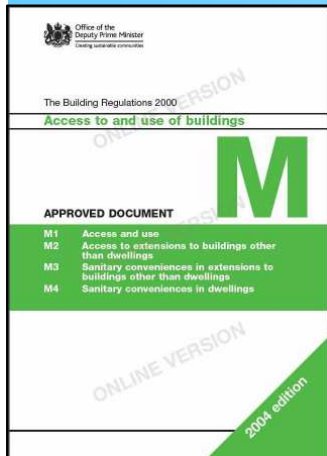 Office of the
Deputy Prime Minister
Creating sustainable communities
ONLINE VERSION
The Building Regulations 2000
Access to and use of buildings
M
ONLINE VERSION
APPROVED DOCUMENT
M1 Access and use
M2 Access to extensions to buildings other
than dwellings
M3 Sanitary conveniences in extensions to
buildings other than dwellings
M4 Sanitary conveniences in dwellings
ONLINE VERSION
2004 edition